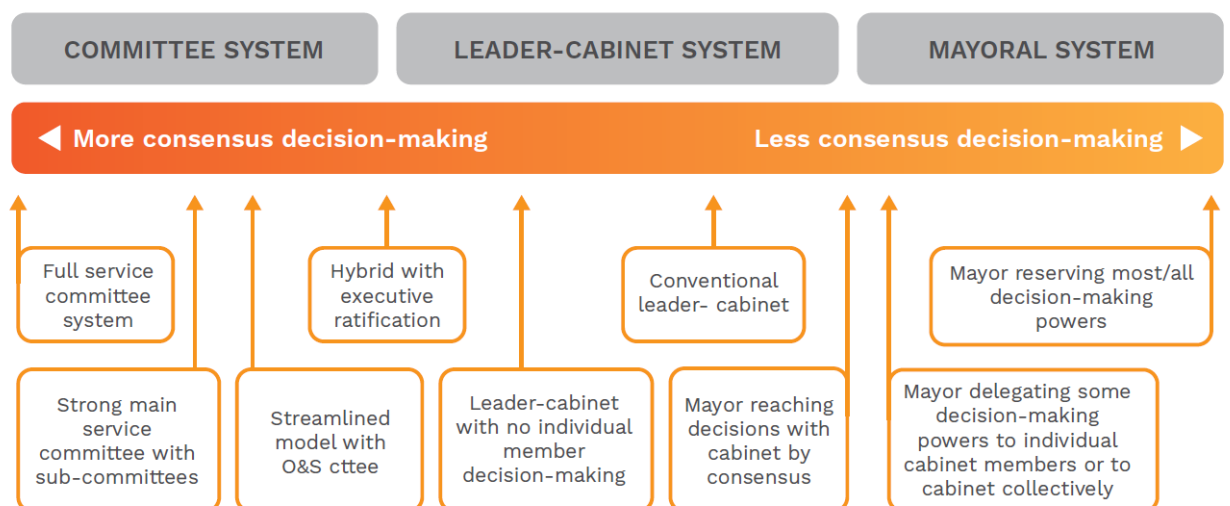 COMMITTEE SYSTEM
LEADER-CABINET SYSTEM
MAYORAL SYSTEM
More consensus decision-making
Less consensus decision-making
Full service
committee
system
Hybrid with
executive
ratification
Conventional
leader- cabinet
Mayor reserving most/all
decision-making
powers
Strong main
service
committee with
sub-committees
Streamlined
model with
O&S cttee
Leader-cabinet
with no individual
member
decision-making
Mayor reaching
decisions with
cabinet by
consensus
Mayor delegating some
decision-making
powers to individual
cabinet members or to
cabinet collectively